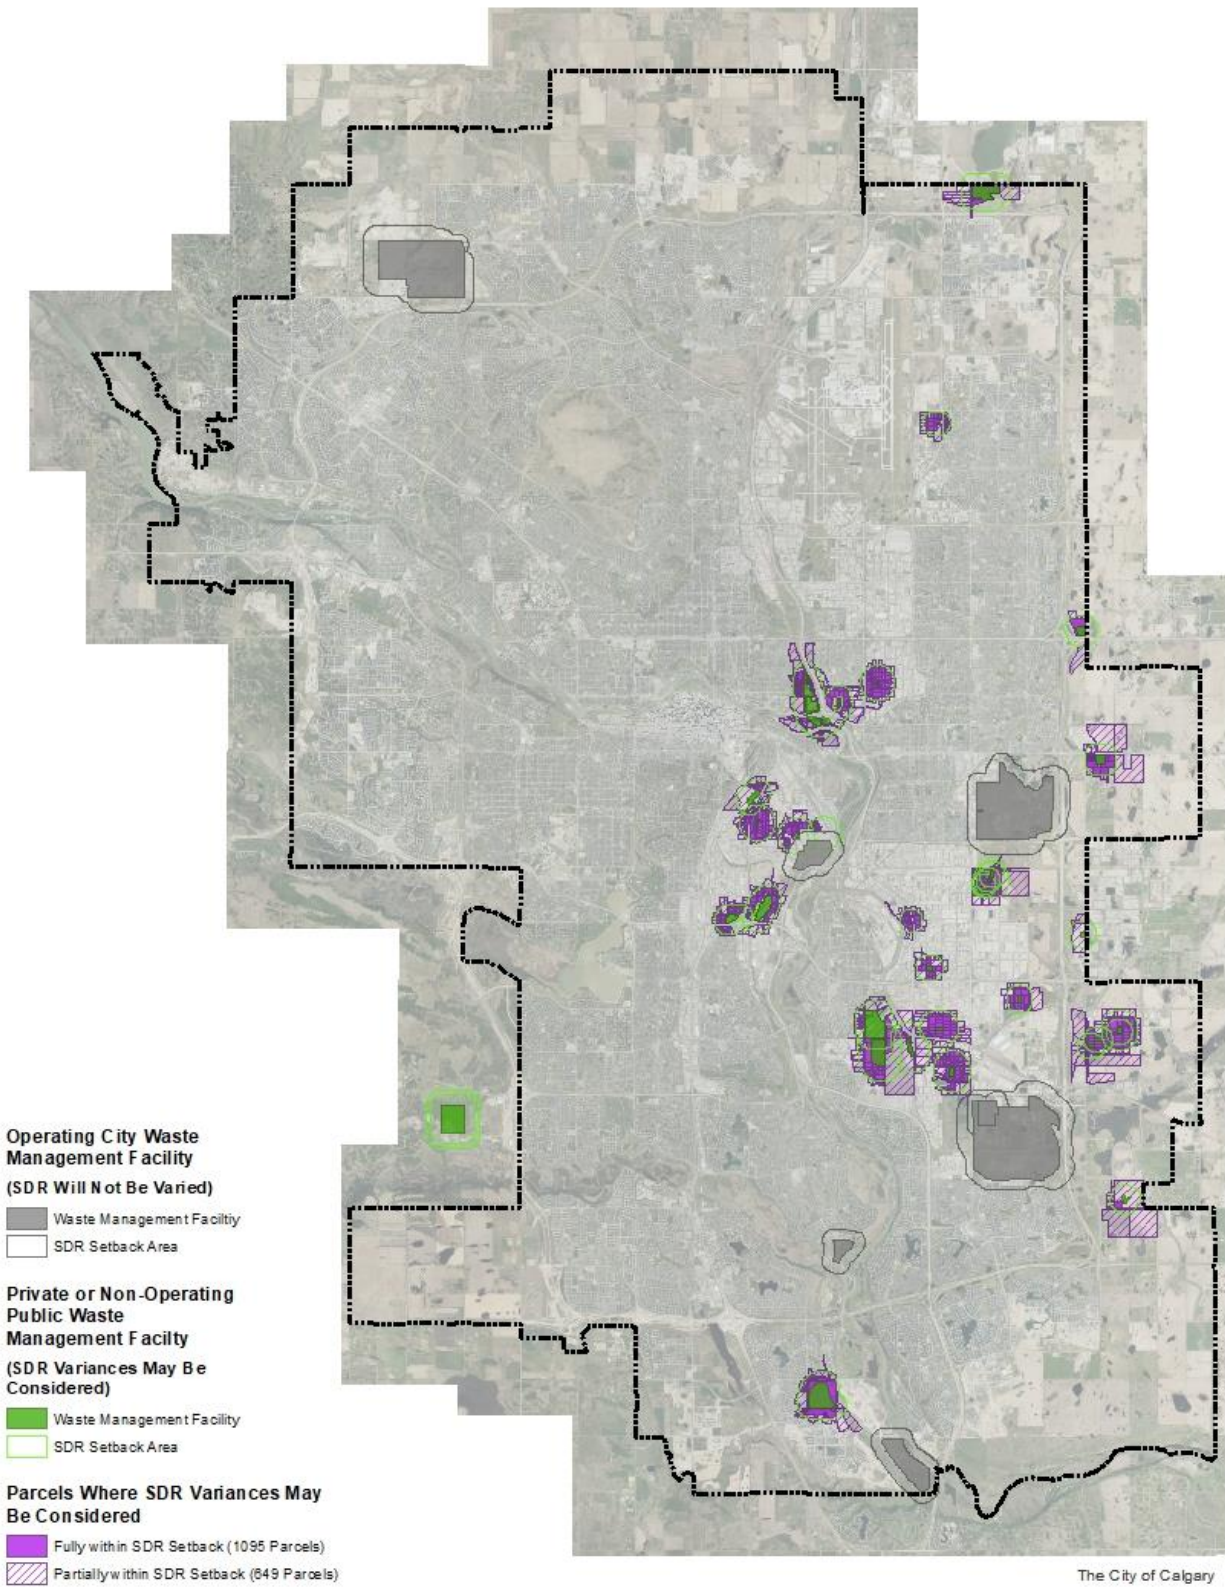 Operating City Waste
Management Facility
(SDR Will Not Be Varied)
Waste Management Faciltiy
SDR Setback Area
Private or Non-Operating
Public Waste
Management Facilty
(SDR Variances May Be
Considered)
Waste Management Facility
SDR Setback Area
Parcels Where SDR Variances May
Be Considered
Fully within SDR Setback (1095 Parcels)
Partially within SDR Setback (649 Parcels)
The City of Calgary